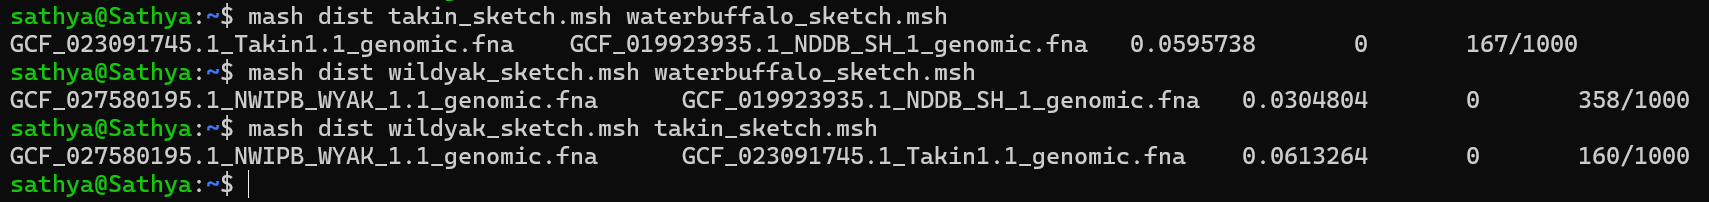 sathya@Sathya:~$ mash dist takin_sketch.msh waterbuffalo_sketch.msh
GCF_023091745.1_Takin1.1_genomic.fna    GCF_019923935.1_NDDB_SH_1_genomic.fna   0.0595738       0       167/1000
sathya@Sathya:~$ mash dist wildyak_sketch.msh waterbuffalo_sketch.msh
GCF_027580195.1_NWIPB_WYAK_1.1_genomic.fna      GCF_019923935.1_NDDB_SH_1_genomic.fna   0.0304804       0       358/1000
sathya@Sathya:~$ mash dist wildyak_sketch.msh takin_sketch.msh
GCF_027580195.1_NWIPB_WYAK_1.1_genomic.fna      GCF_023091745.1_Takin1.1_genomic.fna    0.0613264       0       160/1000
sathya@Sathya:~$